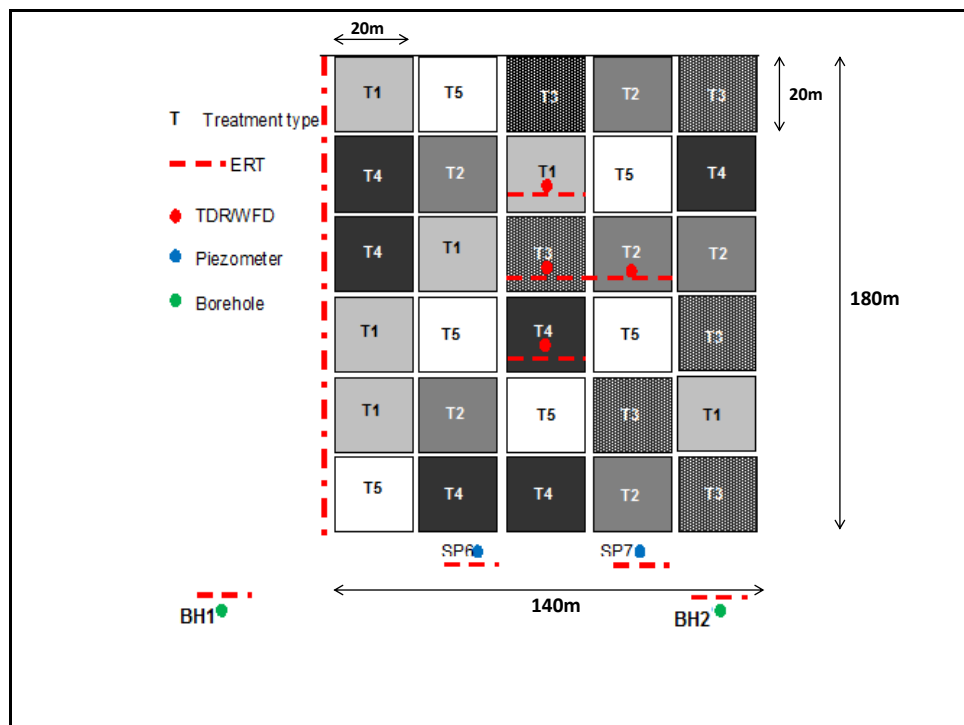 20m
T1 T5 T3 T2 T3
20m
T Treatment type
ERT
T4 T2 T1 T5 T4
TDR/WFD
Piezometer
T4 T1 T3 T2 T2
Borehole
180m
T1 T5 T4 T5 T3
T1 T2 T5 T3 T1
T5 T4 T4 T2 T3
SP6 SP7
140m
BH1 BH2